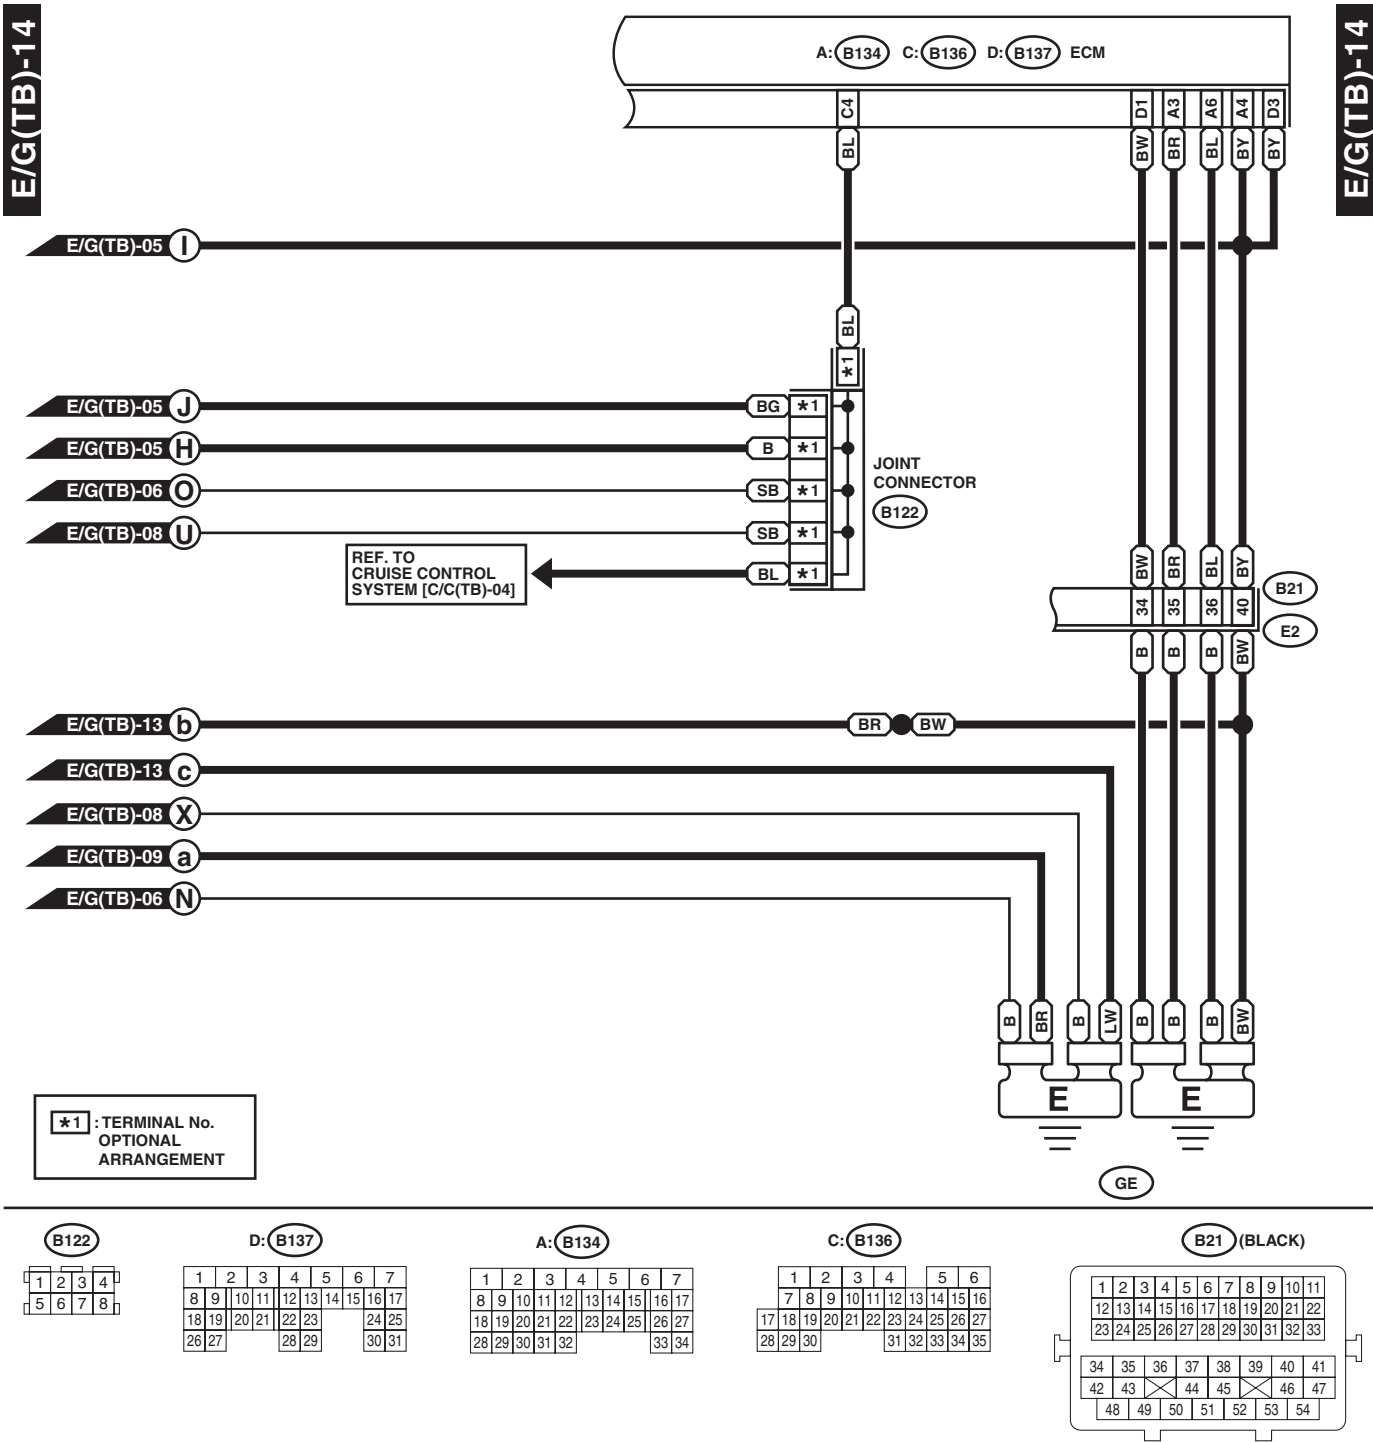 E/G(TB)-14
E/G(TB)-14
A: B134 C: B136 D: B137 ECM
C4 D1 A3 A6 A4 D3
BL BW BR BL BY BY
E/G(TB)-05 I
BL
*1
E/G(TB)-05 J BG *1
E/G(TB)-05 H B *1
E/G(TB)-06 O SB *1
E/G(TB)-08 U SB *1
BL *1
JOINT
CONNECTOR
B122
REF. TO
CRUISE CONTROL
SYSTEM [C/C(TB)-04]
BW BR BL BY
34 35 36 40
B21
E2
B B B BW
E/G(TB)-13 b BR BW
E/G(TB)-13 c
E/G(TB)-08 X
E/G(TB)-09 a
E/G(TB)-06 N
B BR B LW B B B BW
E E
GE
*1 : TERMINAL No.
OPTIONAL
ARRANGEMENT
B122
1 2 3 4
5 6 7 8
D: B137
1 2 3 4 5 6 7
8 9 10 11 12 13 14 15 16 17
18 19 20 21 22 23 24 25
26 27 28 29 30 31
A: B134
1 2 3 4 5 6 7
8 9 10 11 12 13 14 15 16 17
18 19 20 21 22 23 24 25 26 27
28 29 30 31 32 33 34
C: B136
1 2 3 4 5 6
7 8 9 10 11 12 13 14 15 16
17 18 19 20 21 22 23 24 25 26 27
28 29 30 31 32 33 34 35
B21 (BLACK)
1 2 3 4 5 6 7 8 9 10 11
12 13 14 15 16 17 18 19 20 21 22
23 24 25 26 27 28 29 30 31 32 33
34 35 36 37 38 39 40 41
42 43 44 45 46 47
48 49 50 51 52 53 54